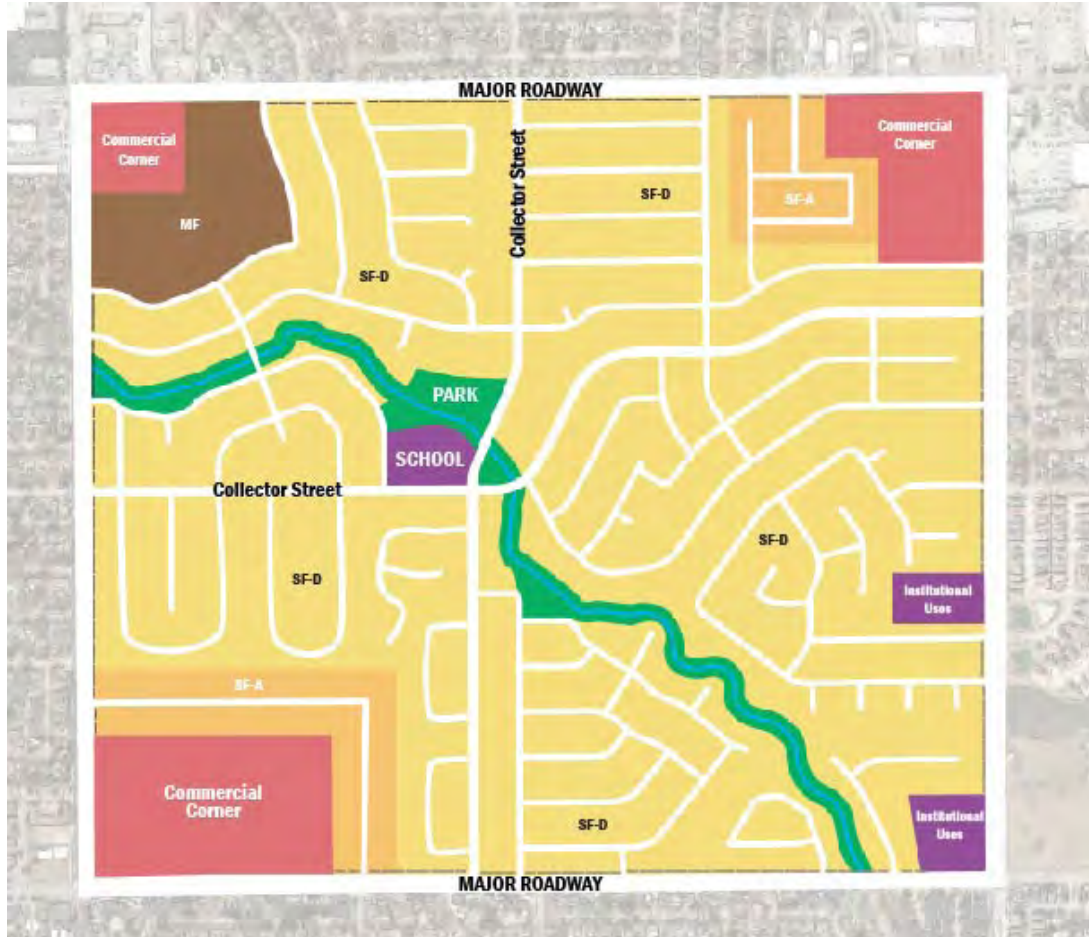 MAJOR ROADWAY
Commercial
Corner
Commercial
Corner
Collector Street
SF-D
SF-A
MF
SF-D
PARK
SCHOOL
Collector Street
SF-D
SF-D
Institutional
Uses
SF-A
Commercial
Corner
SF-D
Institutional
Uses
MAJOR ROADWAY